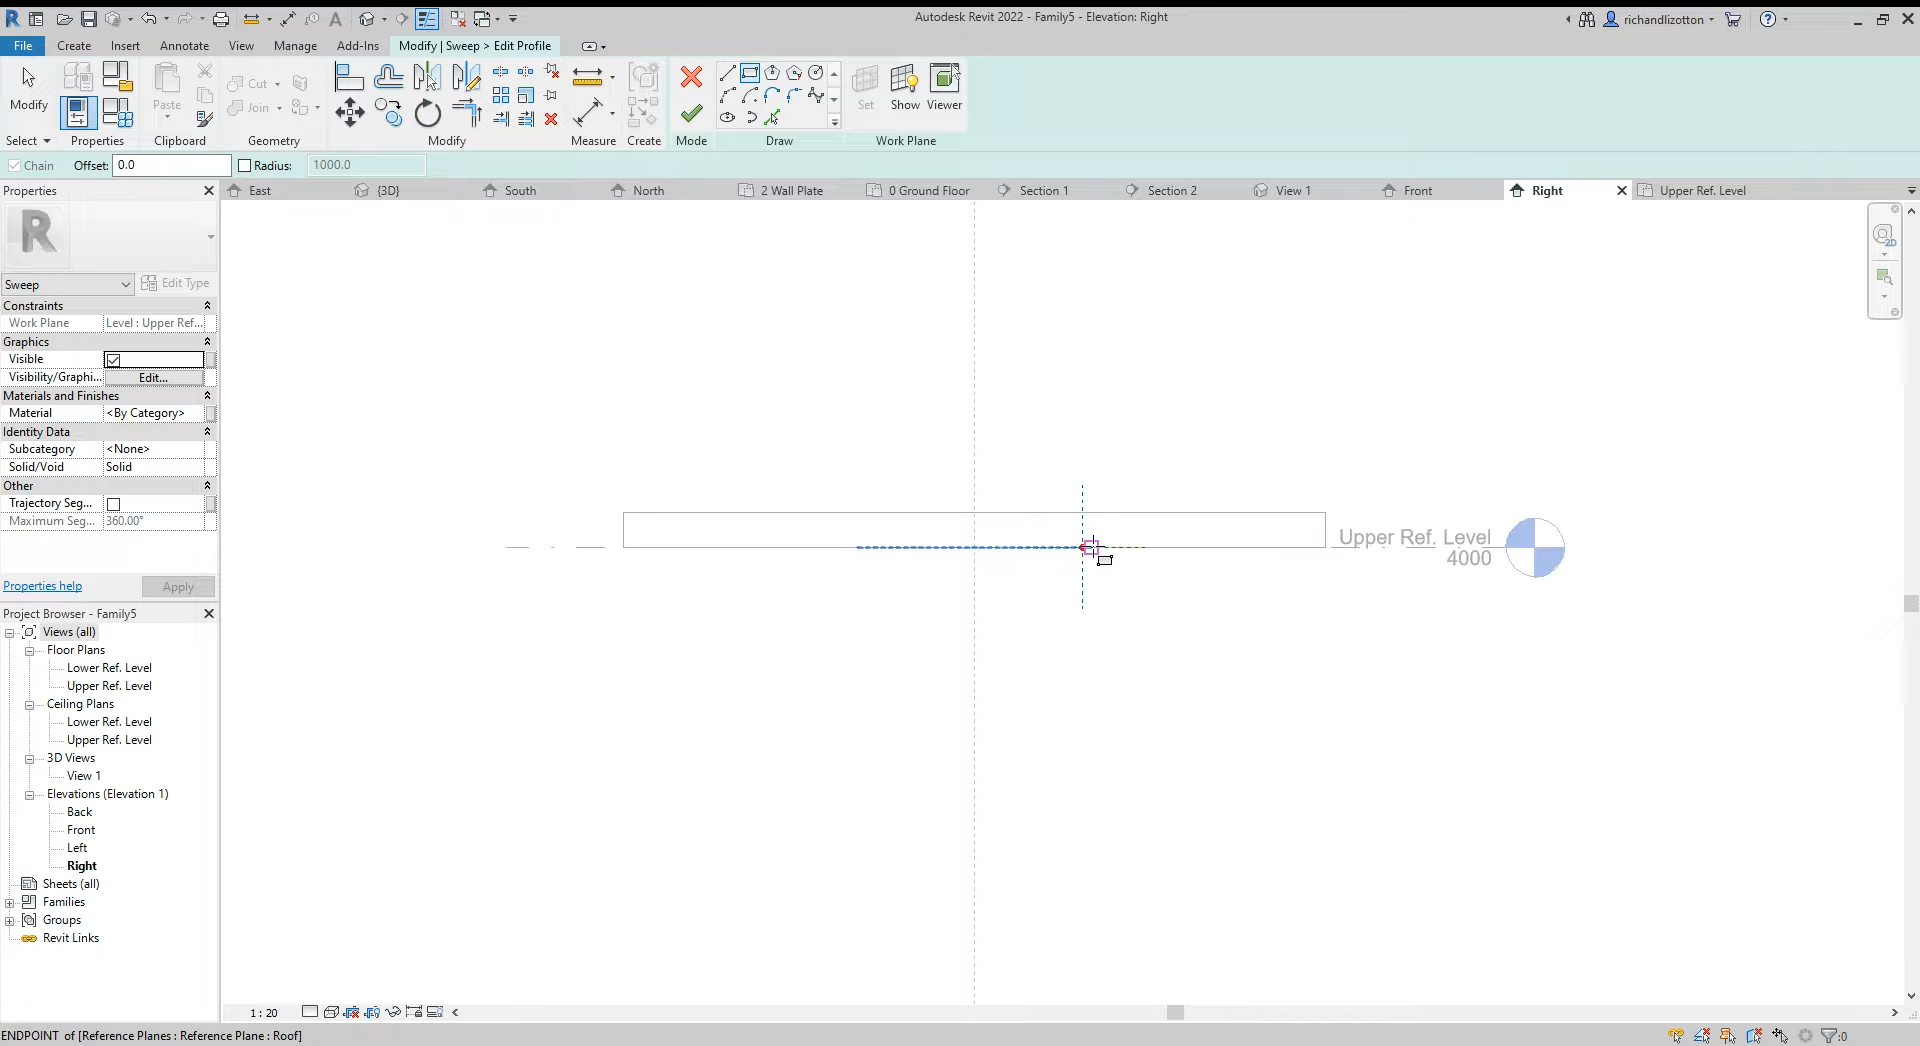 Autodesk Revit 2022 - Family5 - Elevation: Right
richandlizotton
File
Create
Insert
Annotate
View
Manage
Add-Ins
Modify | Sweep > Edit Profile
Modify
Paste
Cut
Join
Set
Show
Viewer
Select
Properties
Clipboard
Geometry
Modify
Measure
Create
Mode
Draw
Work Plane
Chain
Offset: 0.0
Radius: 1000.0
Properties
East
{3D}
South
North
2 Wall Plate
0 Ground Floor
Section 1
Section 2
View 1
Front
Right
Upper Ref. Level
Sweep
Edit Type
Constraints
Work Plane Level : Upper Ref...
Graphics
Visible
Visibility/Graphi... Edit...
Materials and Finishes
Material <By Category>
Identity Data
Subcategory <None>
Solid/Void Solid
Other
Trajectory Seg...
Maximum Seg... 360.00°
Properties help
Apply
Upper Ref. Level
4000
Project Browser - Family5
Views (all)
Floor Plans
Lower Ref. Level
Upper Ref. Level
Ceiling Plans
Lower Ref. Level
Upper Ref. Level
3D Views
View 1
Elevations (Elevation 1)
Back
Front
Left
Right
Sheets (all)
Families
Groups
Revit Links
1 : 20
ENDPOINT of [Reference Planes : Reference Plane : Roof]
:0